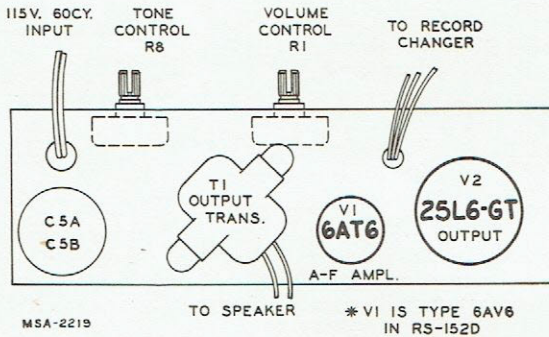 115V. 60CY.
INPUT
TONE
CONTROL
R8
VOLUME
CONTROL
R1
TO RECORD
CHANGER
C5A
C5B
T1
OUTPUT
TRANS.
V1
6AT6
A-F AMPL.
V2
25L6-GT
OUTPUT
TO SPEAKER
MSA-2219
* V1 IS TYPE 6AV6
IN RS-152D